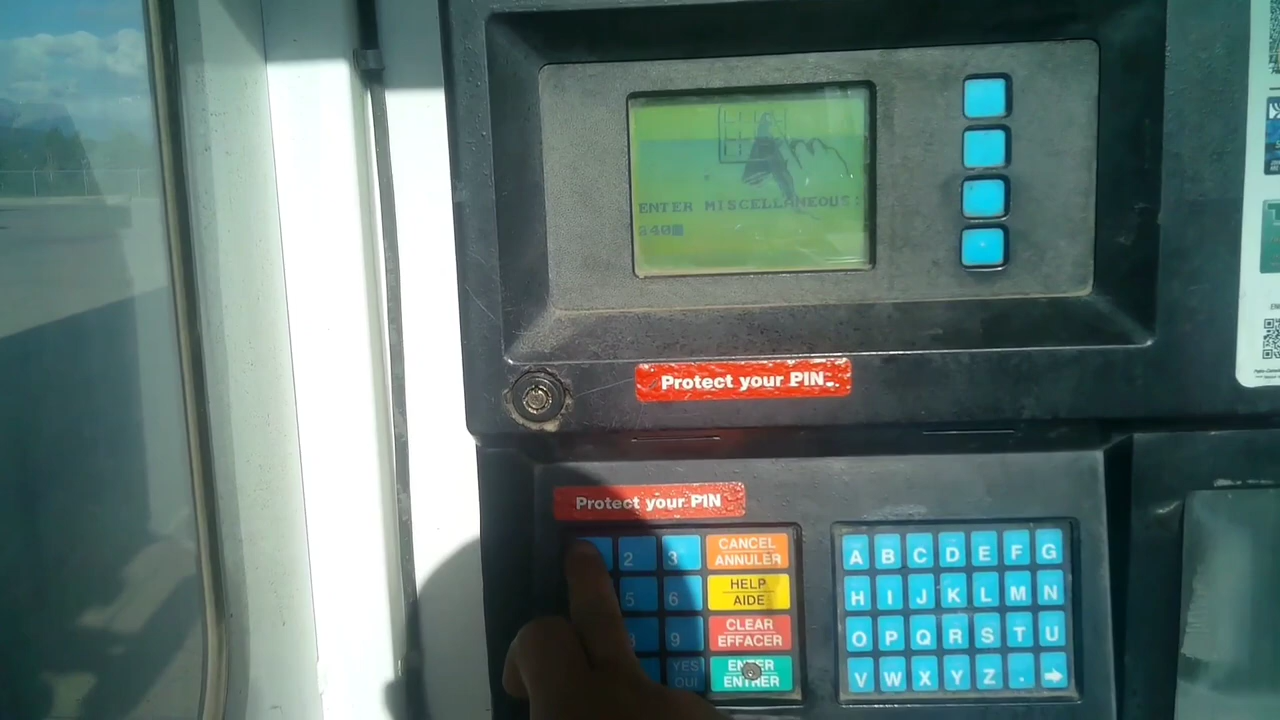 ENTER MISCELLANEOUS:
Protect your PIN
Protect your PIN
2 3 CANCEL ANNULER
5 6 HELP AIDE
9 CLEAR EFFACER
YES OUI ENTER ENTRER
A B C D E F G
H I J K L M N
O P Q R S T U
V W X Y Z .